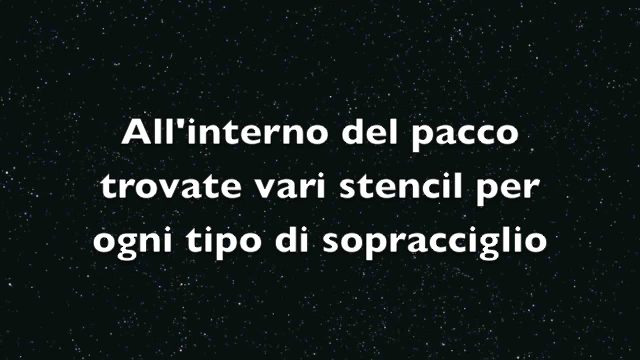 All'interno del pacco
trovate vari stencil per
ogni tipo di sopracciglio